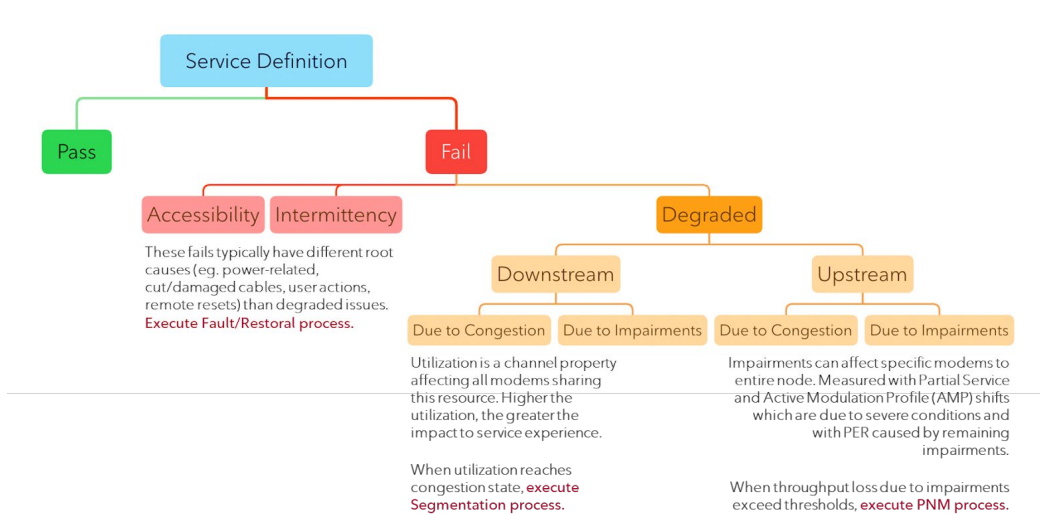 Service Definition
Pass
Fail
Accessibility
Intermittency
Degraded
These fails typically have different root
causes (eg. power-related,
cut/damaged cables, user actions,
remote resets) than degraded issues.
Execute Fault/Restoral process.
Downstream
Upstream
Due to Congestion
Due to Impairments
Due to Congestion
Due to Impairments
Utilization is a channel property
affecting all modems sharing
this resource. Higher the
utilization, the greater the
impact to service experience.
When utilization reaches
congestion state, execute
Segmentation process.
Impairments can affect specific modems to
entire node. Measured with Partial Service
and Active Modulation Profile (AMP) shifts
which are due to severe conditions and
with PER caused by remaining
impairments.
When throughput loss due to impairments
exceed thresholds, execute PNM process.